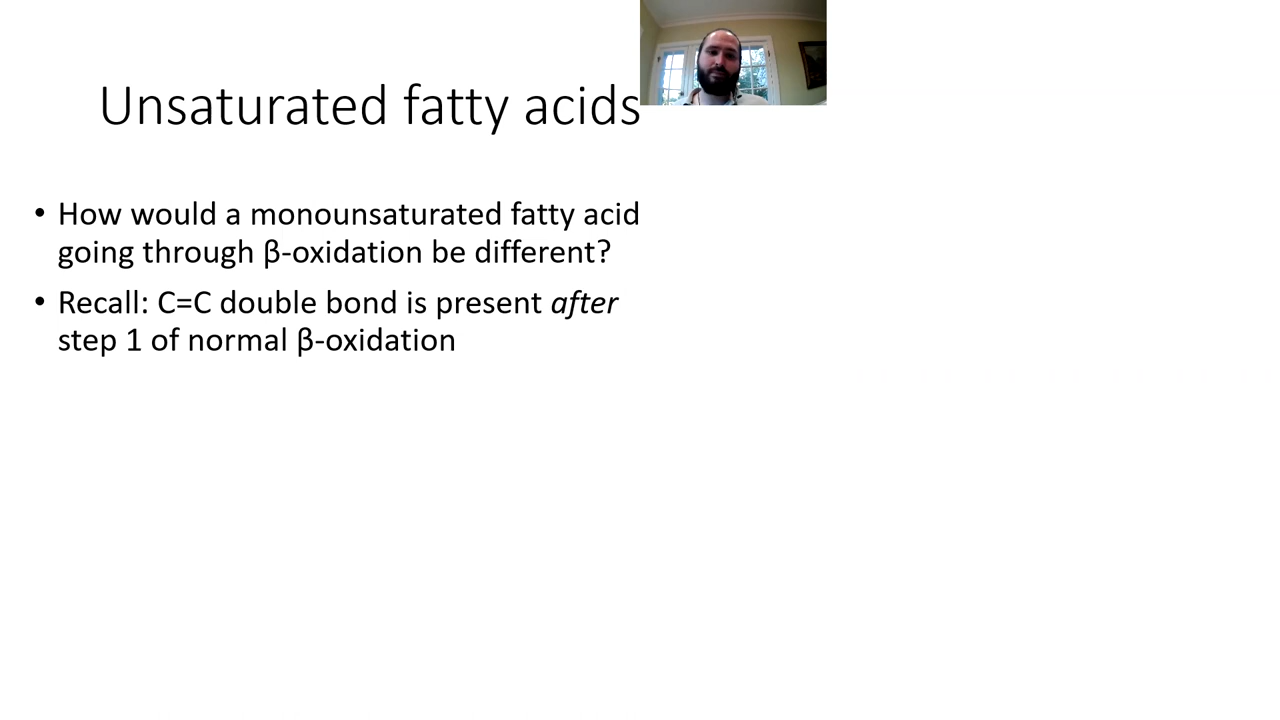 Unsaturated fatty acids
• How would a monounsaturated fatty acid
going through β-oxidation be different?
• Recall: C=C double bond is present after
step 1 of normal β-oxidation